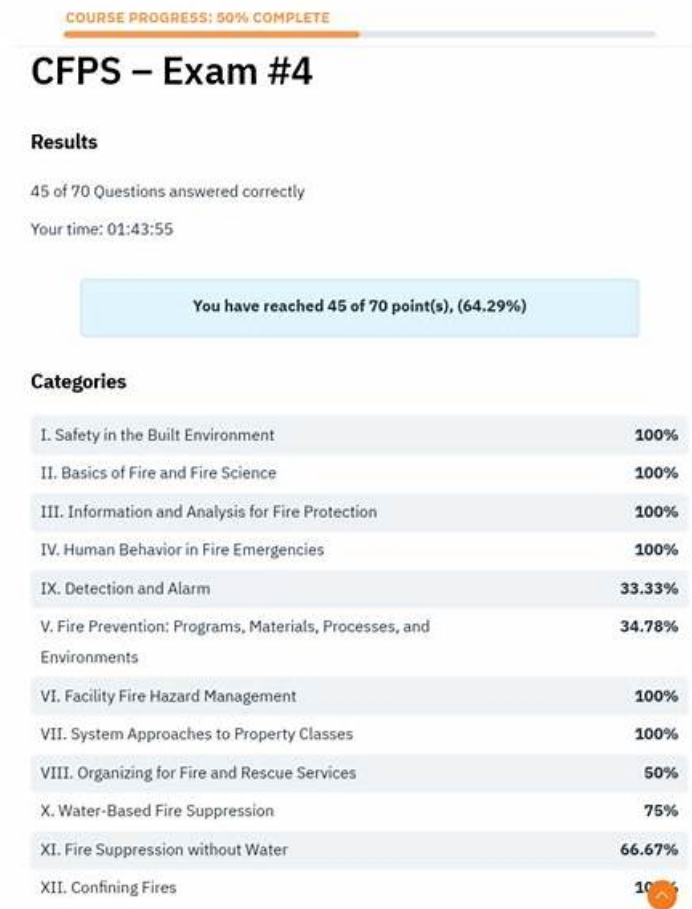 COURSE PROGRESS: 50% COMPLETE
CFPS – Exam #4
Results
45 of 70 Questions answered correctly
Your time: 01:43:55
You have reached 45 of 70 point(s), (64.29%)
Categories
I. Safety in the Built Environment 100%
II. Basics of Fire and Fire Science 100%
III. Information and Analysis for Fire Protection 100%
IV. Human Behavior in Fire Emergencies 100%
IX. Detection and Alarm 33.33%
V. Fire Prevention: Programs, Materials, Processes, and 34.78%
Environments
VI. Facility Fire Hazard Management 100%
VII. System Approaches to Property Classes 100%
VIII. Organizing for Fire and Rescue Services 50%
X. Water-Based Fire Suppression 75%
XI. Fire Suppression without Water 66.67%
XII. Confining Fires